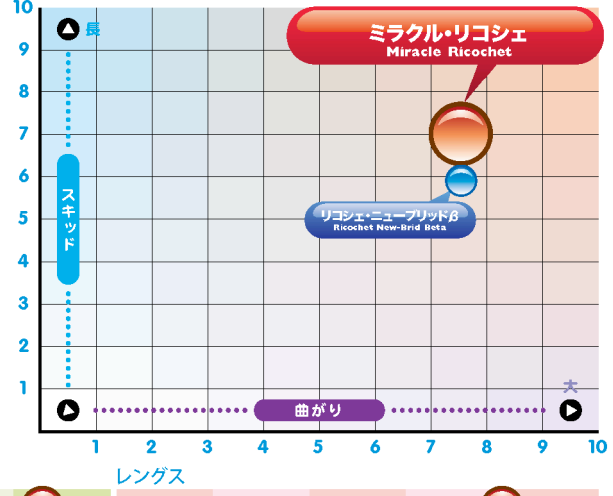 10
長
ミラクル・リコシェ
Miracle Ricochet
9
8
7
6
リコシェ・ニューブリッドβ
Ricochet New-Brid Beta
スキッド
5
4
3
2
1
大
曲がり
1 2 3 4 5 6 7 8 9 10
レングス